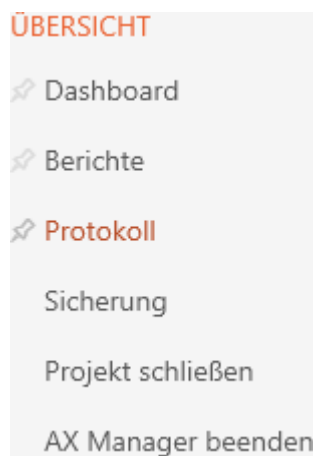 ÜBERSICHT
Dashboard
Berichte
Protokoll
Sicherung
Projekt schließen
AX Manager beenden